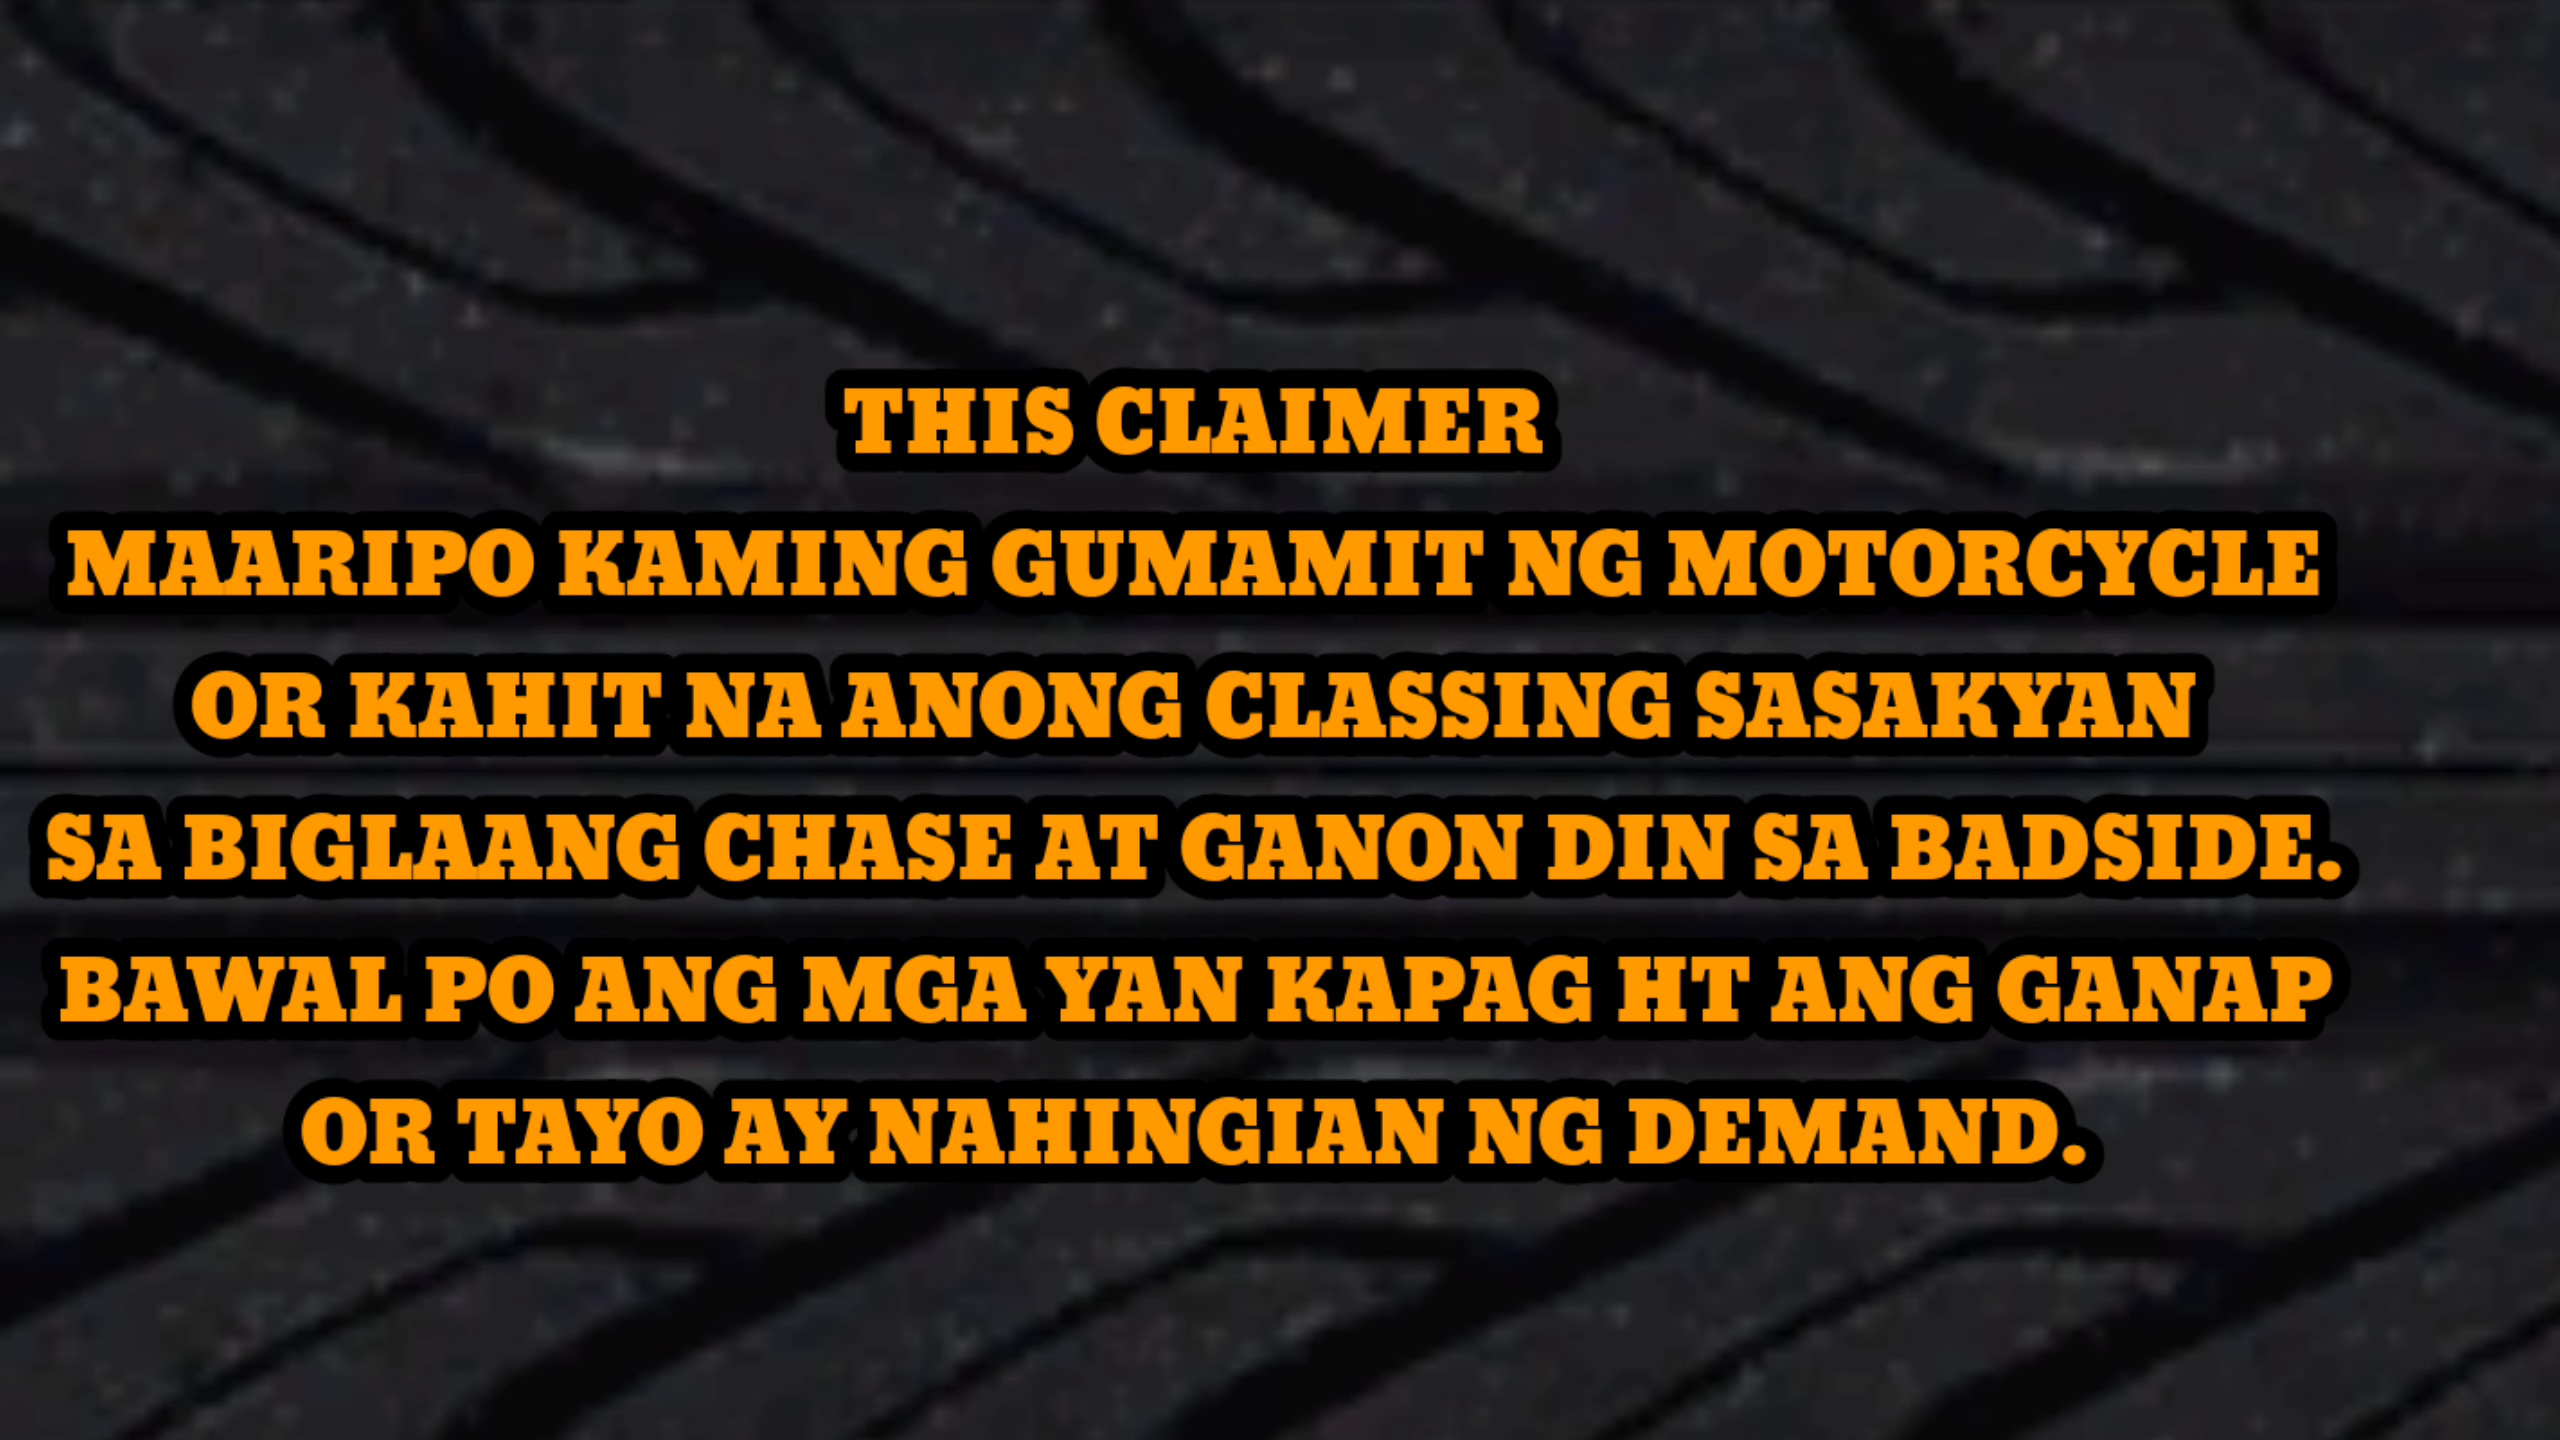 THIS CLAIMER
MAARIPO KAMING GUMAMIT NG MOTORCYCLE
OR KAHIT NA ANONG CLASSING SASAKYAN
SA BIGLAANG CHASE AT GANON DIN SA BADSIDE.
BAWAL PO ANG MGA YAN KAPAG HT ANG GANAP
OR TAYO AY NAHINGIAN NG DEMAND.